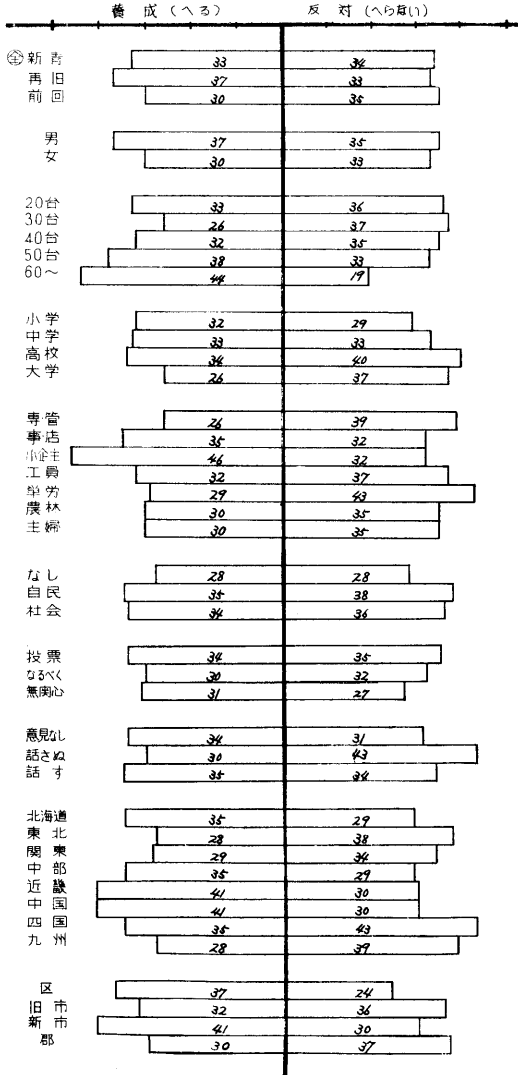 養成(へる) 反対(へらない)
全 新青 33 34
再旧 37 33
前回 30 35
男 37 35
女 30 33
20台 33 36
30台 26 37
40台 32 35
50台 38 33
60~ 44 19
小学 32 29
中学 33 33
高校 34 40
大学 26 37
専管 26 39
事店 35 32
小企主 46 32
工員 32 37
単労 29 43
農林 30 35
主婦 30 35
なし 28 28
自民 35 38
社会 34 36
投票 34 35
なるべく 30 32
無関心 31 27
意見なし 34 31
話さぬ 30 43
話す 35 34
北海道 35 29
東北 28 38
関東 29 34
中部 35 29
近畿 41 30
中国 41 30
四国 35 43
九州 28 39
区 37 24
旧市 32 36
新市 41 30
郡 30 37